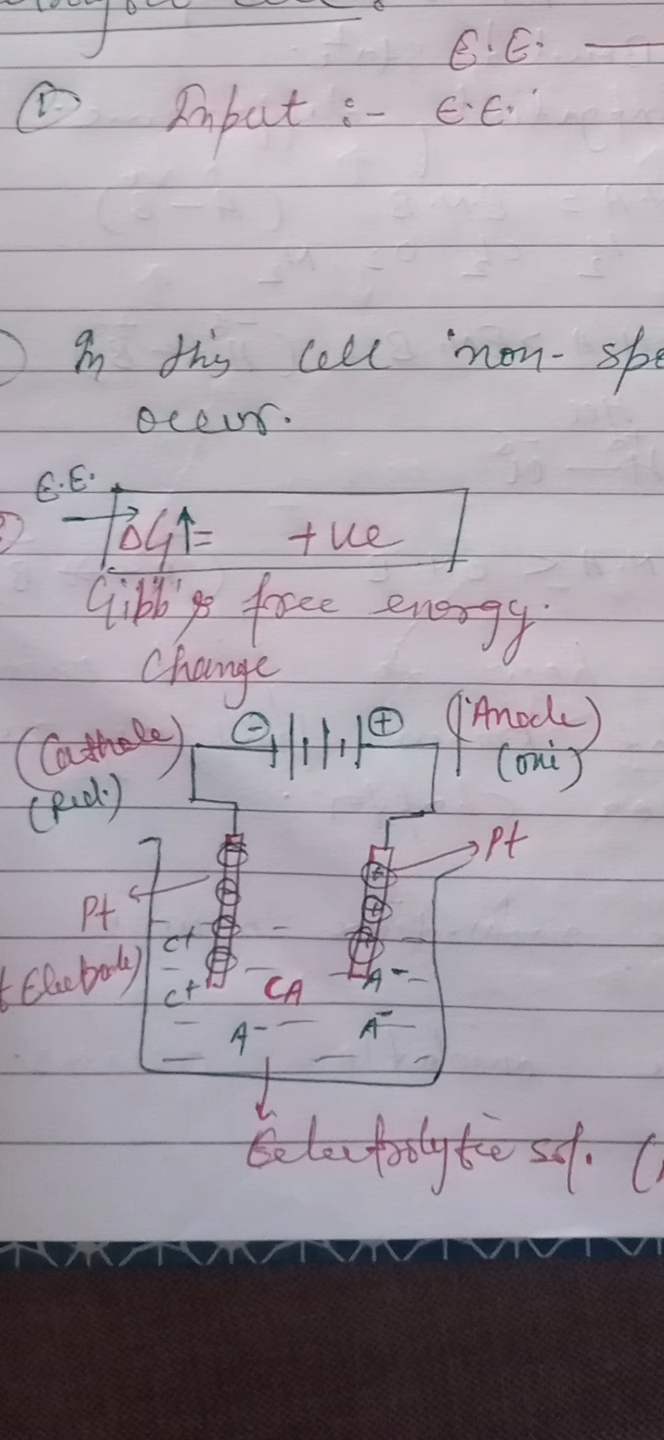 E.E.
① Input :- E.E.
In this cell non-spo
occur.
E.E.
ΔG↑= +ve
Gibb's free energy
change
(Cathode) ⊖ ⊕ (Anode)
(Red.) (oxi)
Pt
Pt
C+
Electrode) A-
C+ CA
A- A-
Electrolytic sol. (